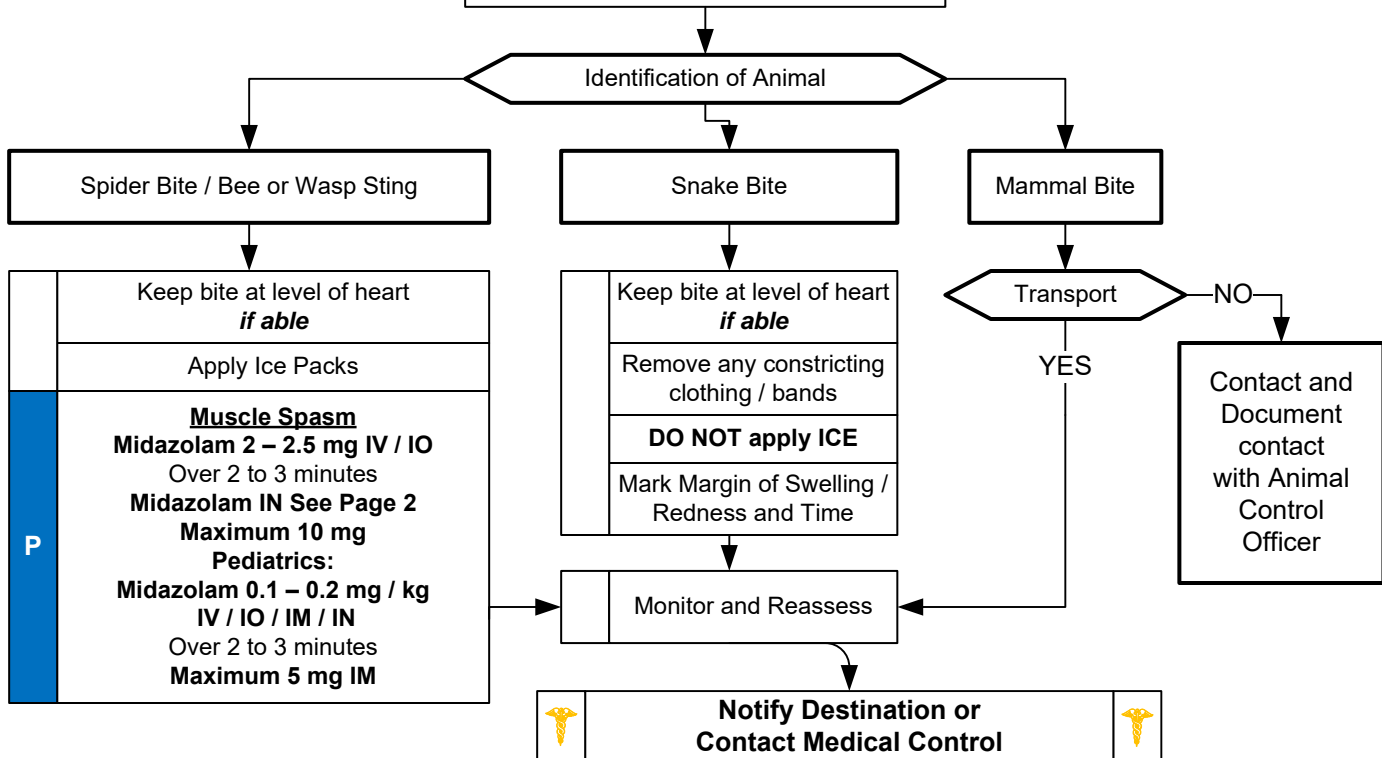 Identification of Animal
Spider Bite / Bee or Wasp Sting
Snake Bite
Mammal Bite
Keep bite at level of heart
if able
Apply Ice Packs
P
Muscle Spasm
Midazolam 2 – 2.5 mg IV / IO
Over 2 to 3 minutes
Midazolam IN See Page 2
Maximum 10 mg
Pediatrics:
Midazolam 0.1 – 0.2 mg / kg
IV / IO / IM / IN
Over 2 to 3 minutes
Maximum 5 mg IM
Keep bite at level of heart
if able
Remove any constricting
clothing / bands
DO NOT apply ICE
Mark Margin of Swelling /
Redness and Time
Transport
NO
YES
Contact and
Document
contact
with Animal
Control
Officer
Monitor and Reassess
Notify Destination or
Contact Medical Control